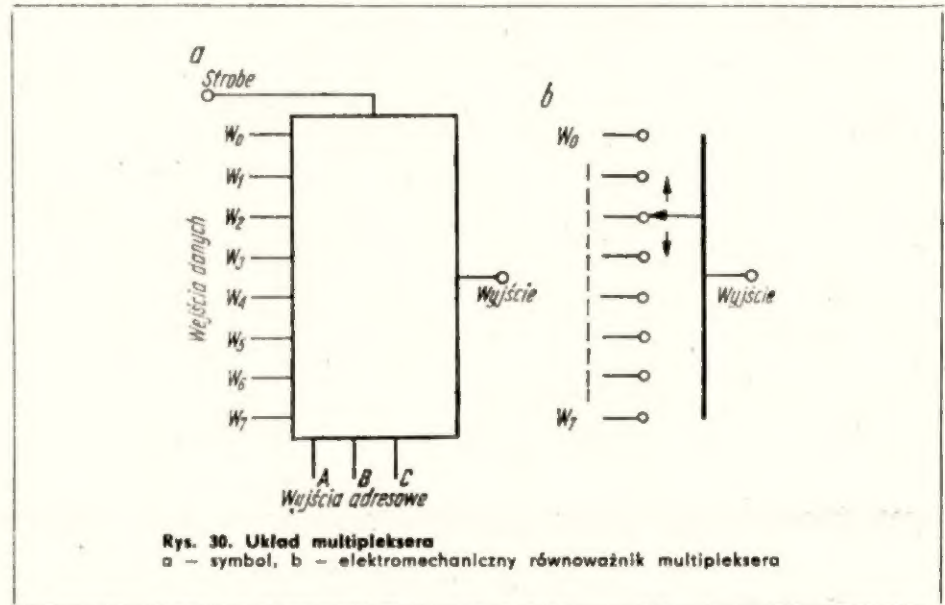 a
Strobe
W0
W1
W2
W3
W4
W5
W6
W7
Wejścia danych
Wyjście
A B C
Wyjścia adresowe
b
W0
W7
Wyjście
Rys. 30. Układ multipleksera
a — symbol, b — elektromechaniczny równoważnik multipleksera